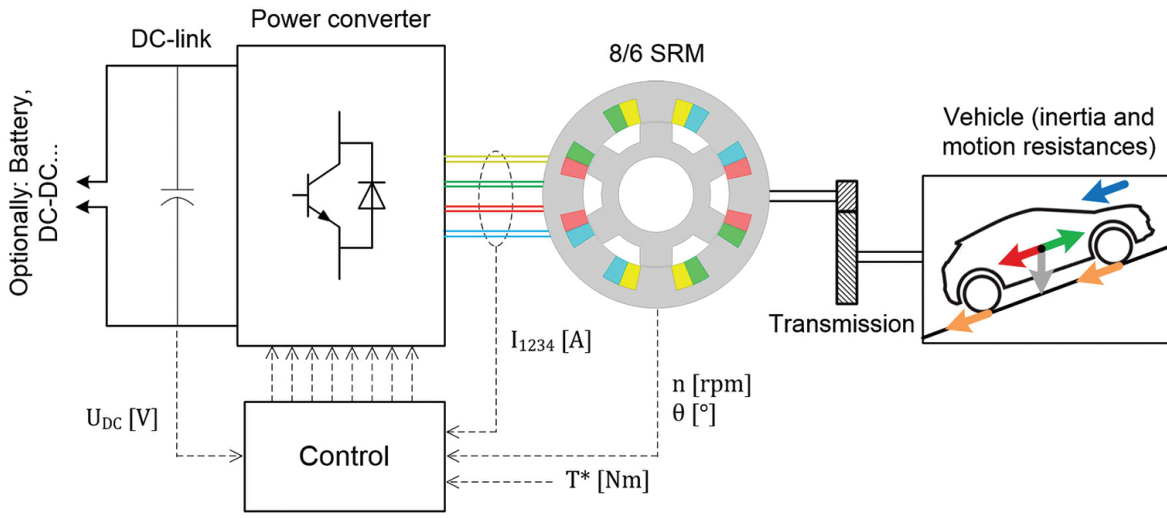 Power converter
DC-link
8/6 SRM
Optionally: Battery,
DC-DC...
Vehicle (inertia and
motion resistances)
Transmission
I₁₂₃₄ [A]
n [rpm]
θ [°]
U_DC [V]
Control
T* [Nm]